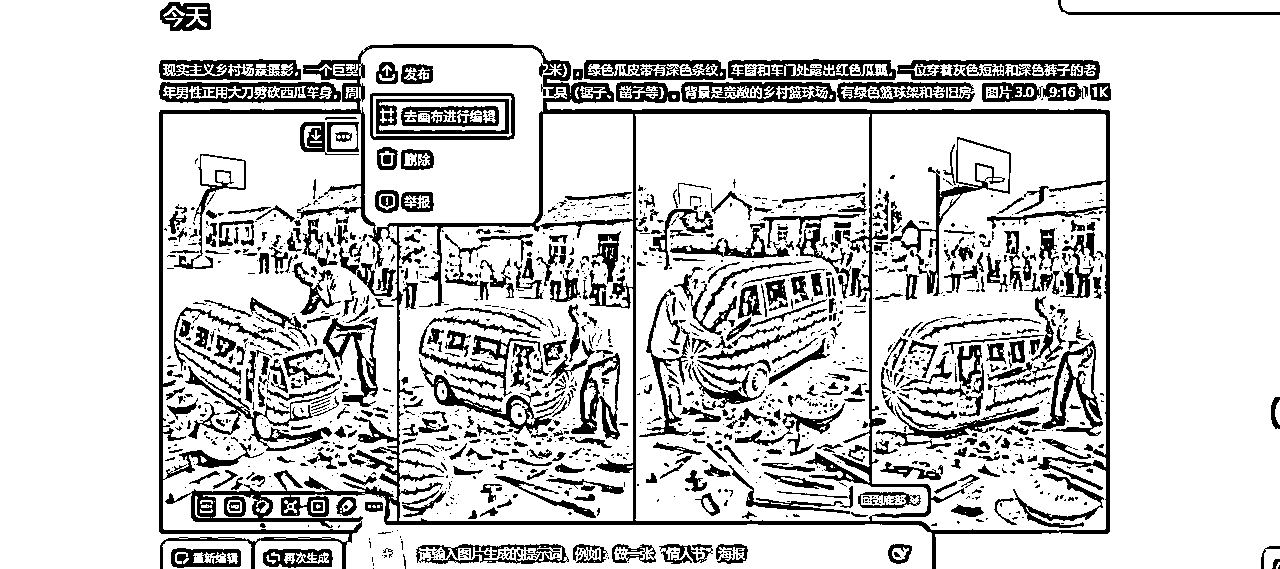 今天
现实主义乡村场景摄影，一个巨型
2米），绿色瓜皮带有深色条纹，车窗和车门处露出红色瓜瓤，一位穿着灰色短袖和深色裤子的老
年男性正用大刀劈砍西瓜车身，周
工具（锯子、凿子等），背景是宽敞的乡村篮球场，有绿色篮球架和老旧房 图片 3.0 | 9:16 | 1K
发布
去画布进行编辑
删除
举报
回到底部
重新编辑
再次生成
请输入图片生成的提示词，例如：做一张“情人节”海报